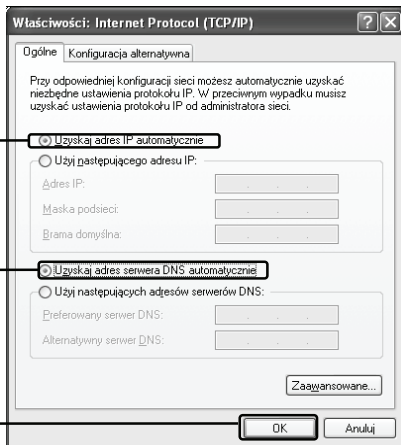 Właściwości: Internet Protocol (TCP/IP)
Ogólne Konfiguracja alternatywna
Przy odpowiedniej konfiguracji sieci możesz automatycznie uzyskać
niezbędne ustawienia protokołu IP. W przeciwnym wypadku musisz
uzyskać ustawienia protokołu IP od administratora sieci.
Uzyskaj adres IP automatycznie
Użyj następującego adresu IP:
Adres IP:
Maska podsieci:
Brama domyślna:
Uzyskaj adres serwera DNS automatycznie
Użyj następujących adresów serwerów DNS:
Preferowany serwer DNS:
Alternatywny serwer DNS:
Zaawansowane...
OK Anuluj